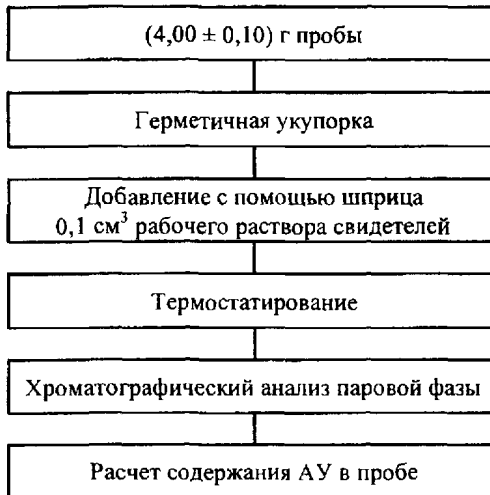 (4,00 ± 0,10) г пробы
Герметичная укупорка
Добавление с помощью шприца
0,1 см³ рабочего раствора свидетелей
Термостатирование
Хроматографический анализ паровой фазы
Расчет содержания АУ в пробе